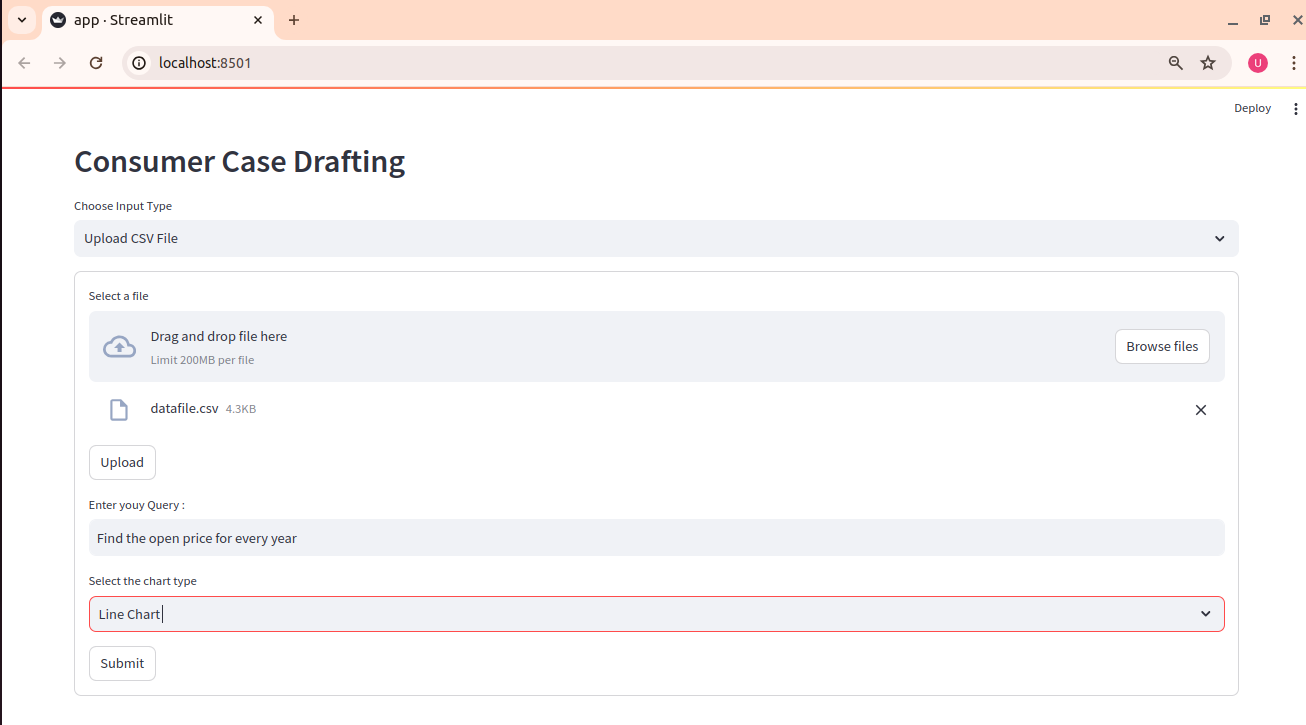 app · Streamlit
localhost:8501
U
Deploy
Consumer Case Drafting
Choose Input Type
Upload CSV File
Select a file
Drag and drop file here
Limit 200MB per file
Browse files
datafile.csv 4.3KB
Upload
Enter youy Query :
Find the open price for every year
Select the chart type
Line Chart
Submit